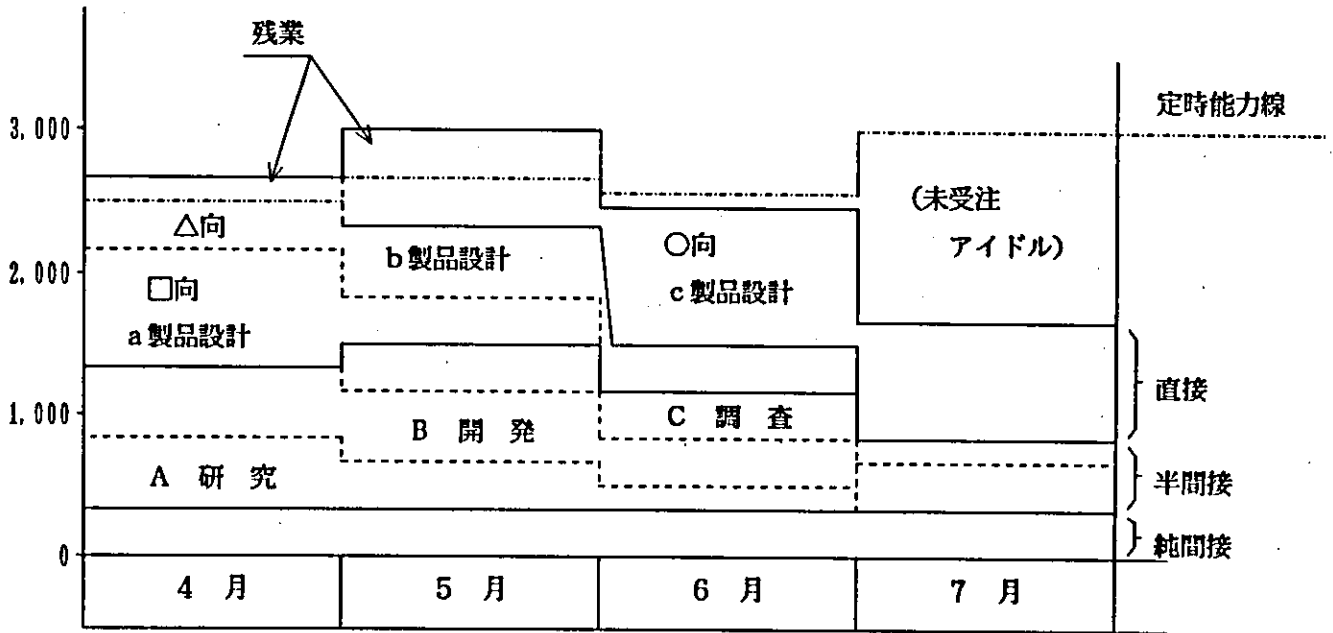 残業
定時能力線
3,000
△向
(未受注
アイドル)
b製品設計
○向
c製品設計
2,000
□向
a製品設計
直接
1,000
B 開 発
C 調 査
A 研 究
半間接
純間接
0
4 月
5 月
6 月
7 月